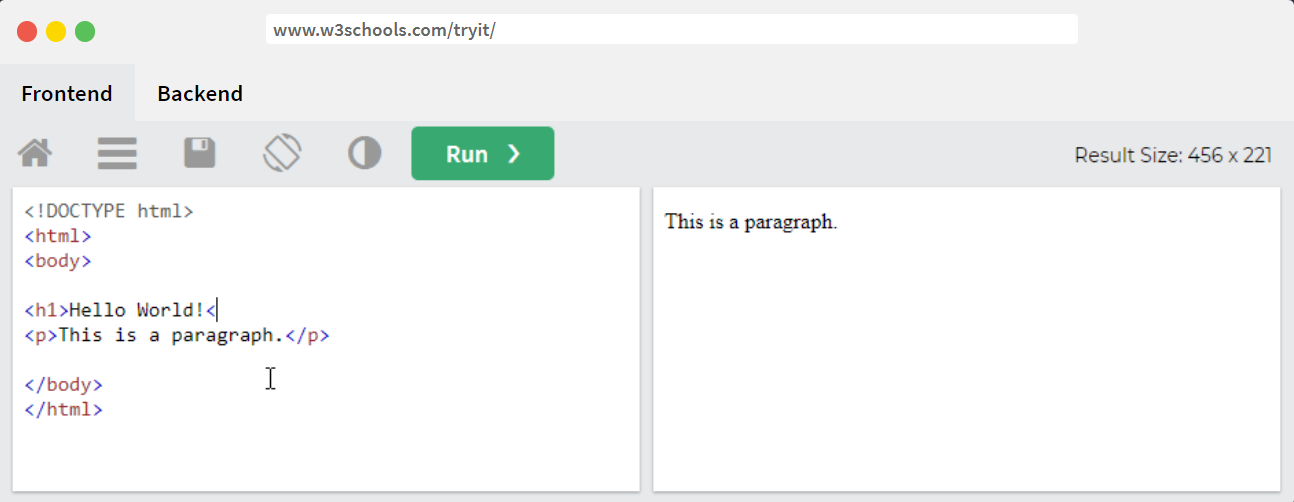 www.w3schools.com/tryit/
Frontend Backend
Run ❯ Result Size: 456 x 221
<!DOCTYPE html>
<html>
<body>
<h1>Hello World!<
<p>This is a paragraph.</p>
</body>
</html>
This is a paragraph.